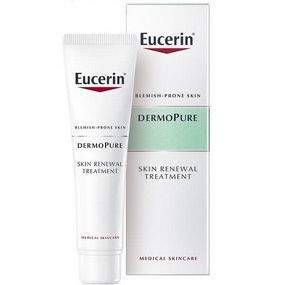 Eucerin®
BLEMISH-PRONE SKIN
DERMOPURE
SKIN RENEWAL
TREATMENT
MEDICAL SKINCARE
Eucerin®
BLEMISH-PRONE SKIN
DERMOPURE
SKIN RENEWAL
TREATMENT
MEDICAL SKINCARE